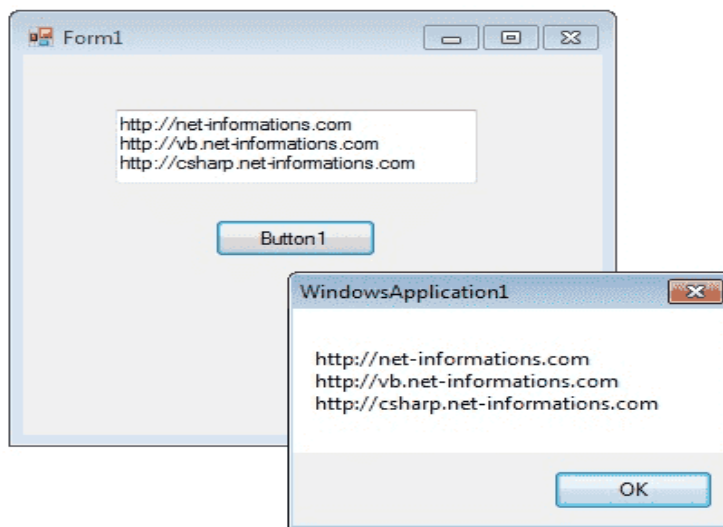 Form1
http://net-informations.com
http://vb.net-informations.com
http://csharp.net-informations.com
Button1
WindowsApplication1
http://net-informations.com
http://vb.net-informations.com
http://csharp.net-informations.com
OK